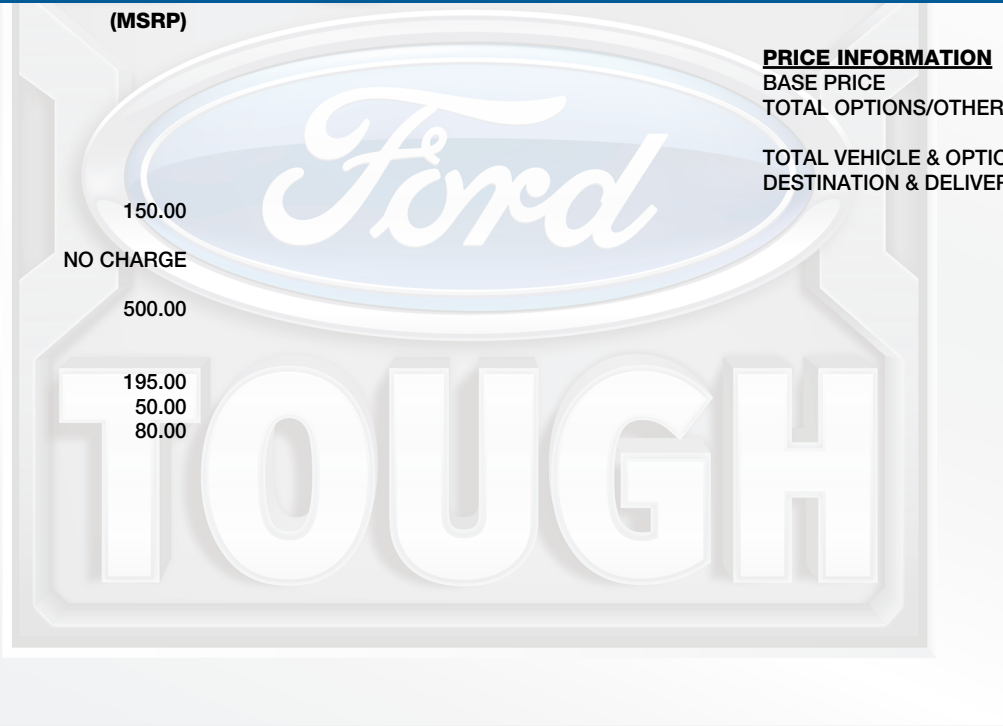 (MSRP)
150.00
NO CHARGE
500.00
195.00
50.00
80.00
PRICE INFORMATION
BASE PRICE
TOTAL OPTIONS/OTHER
TOTAL VEHICLE & OPTIO
DESTINATION & DELIVER
Ford
TOUGH